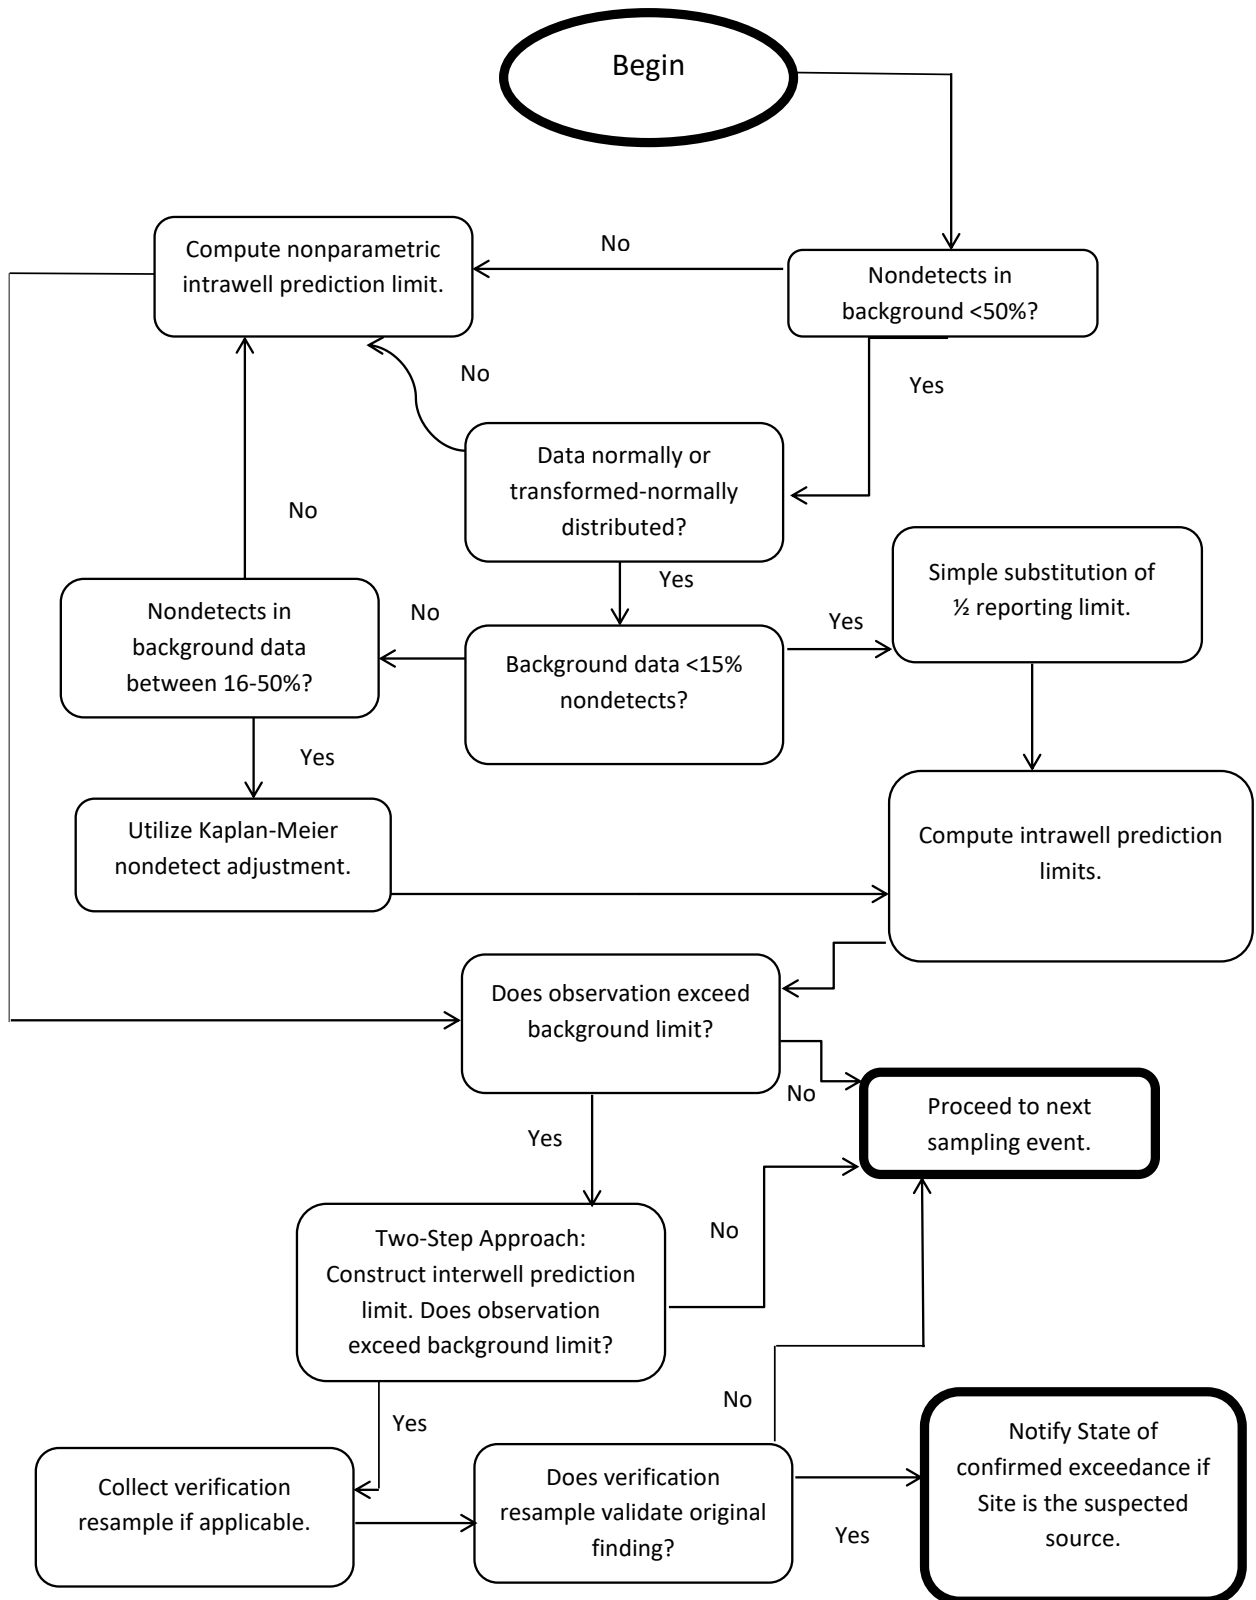 Begin
No
Compute nonparametric
intrawell prediction limit.
Nondetects in
background <50%?
No
Yes
Data normally or
transformed-normally
distributed?
No
Yes
Simple substitution of
½ reporting limit.
Nondetects in
background data
between 16-50%?
No
Yes
Background data <15%
nondetects?
Yes
Utilize Kaplan-Meier
nondetect adjustment.
Compute intrawell prediction
limits.
Does observation exceed
background limit?
No
Proceed to next
sampling event.
Yes
Two-Step Approach:
Construct interwell prediction
limit. Does observation
exceed background limit?
No
Yes
No
Collect verification
resample if applicable.
Does verification
resample validate original
finding?
Yes
Notify State of
confirmed exceedance if
Site is the suspected
source.